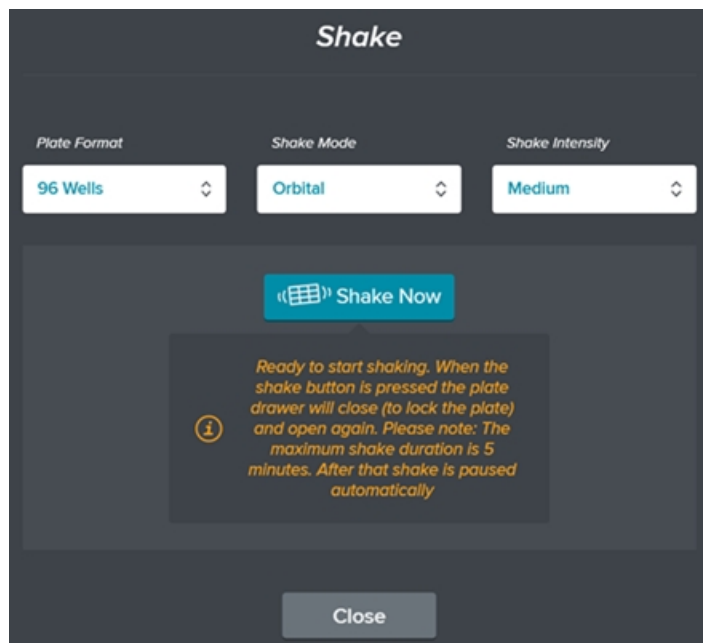 Shake
Plate Format
Shake Mode
Shake Intensity
96 Wells
Orbital
Medium
Shake Now
Ready to start shaking. When the
shake button is pressed the plate
drawer will close (to lock the plate)
and open again. Please note: The
maximum shake duration is 5
minutes. After that shake is paused
automatically
Close